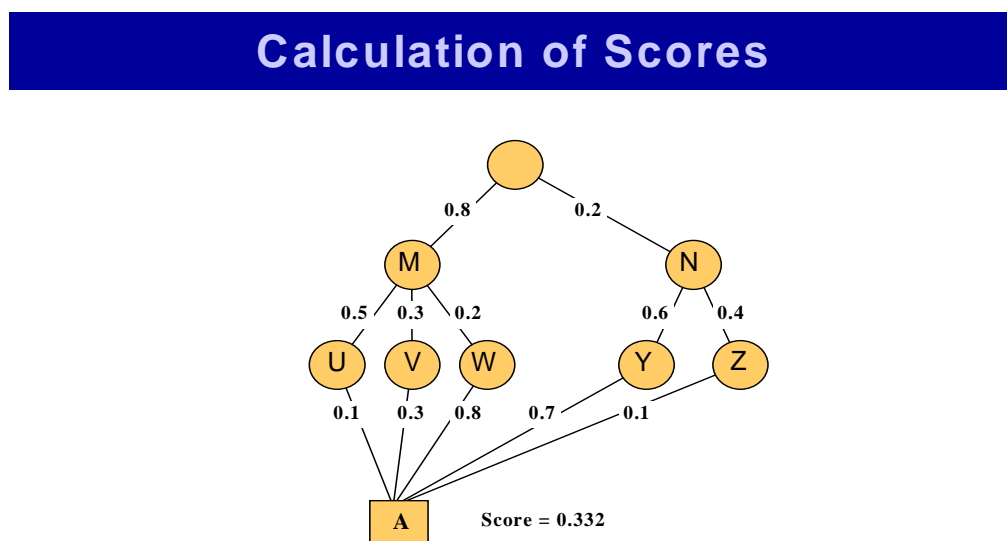 Calculation of Scores
0.8 0.2
M N
0.5 0.3 0.2 0.6 0.4
U V W Y Z
0.1 0.3 0.8 0.7 0.1
A Score = 0.332